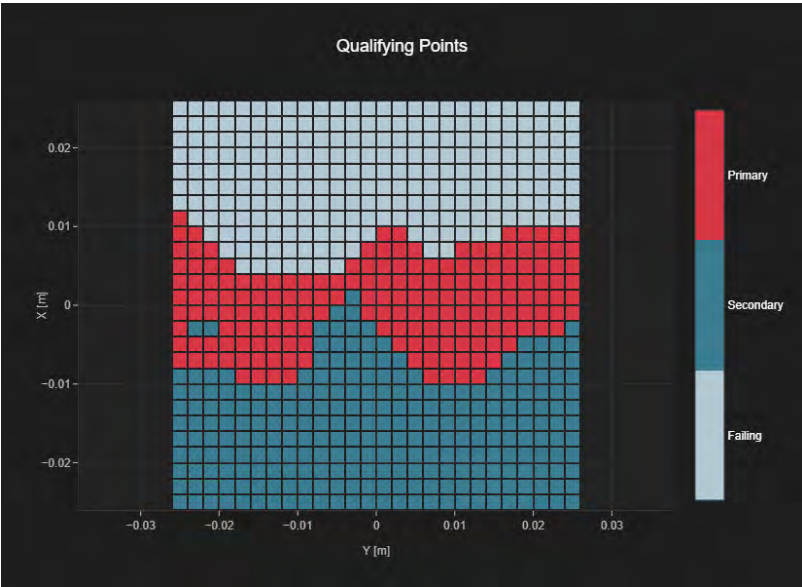 Qualifying Points
0.02
0.01
0
−0.01
−0.02
X [m]
−0.03
−0.02
−0.01
0
0.01
0.02
0.03
Y [m]
Primary
Secondary
Failing